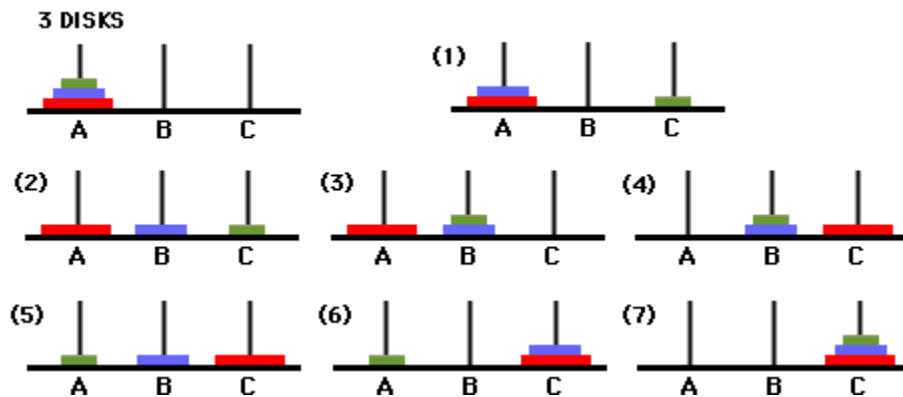 3 DISKS
A B C
(1)
A B C
(2)
A B C
(3)
A B C
(4)
A B C
(5)
A B C
(6)
A B C
(7)
A B C